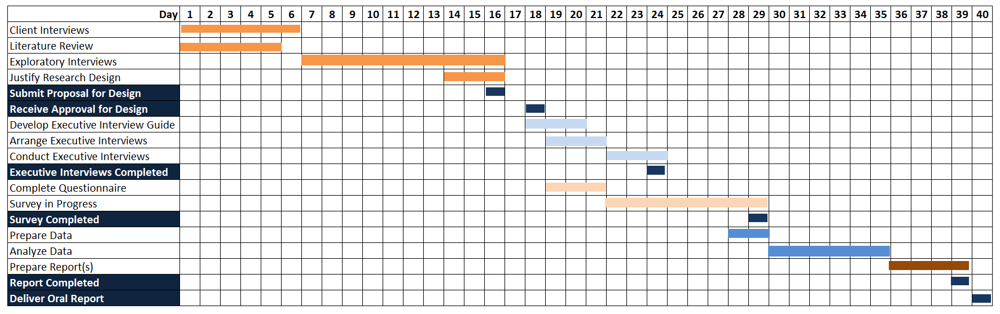 Day 1 2 3 4 5 6 7 8 9 10 11 12 13 14 15 16 17 18 19 20 21 22 23 24 25 26 27 28 29 30 31 32 33 34 35 36 37 38 39 40
Client Interviews
Literature Review
Exploratory Interviews
Justify Research Design
Submit Proposal for Design
Receive Approval for Design
Develop Executive Interview Guide
Arrange Executive Interviews
Conduct Executive Interviews
Executive Interviews Completed
Complete Questionnaire
Survey in Progress
Survey Completed
Prepare Data
Analyze Data
Prepare Report(s)
Report Completed
Deliver Oral Report